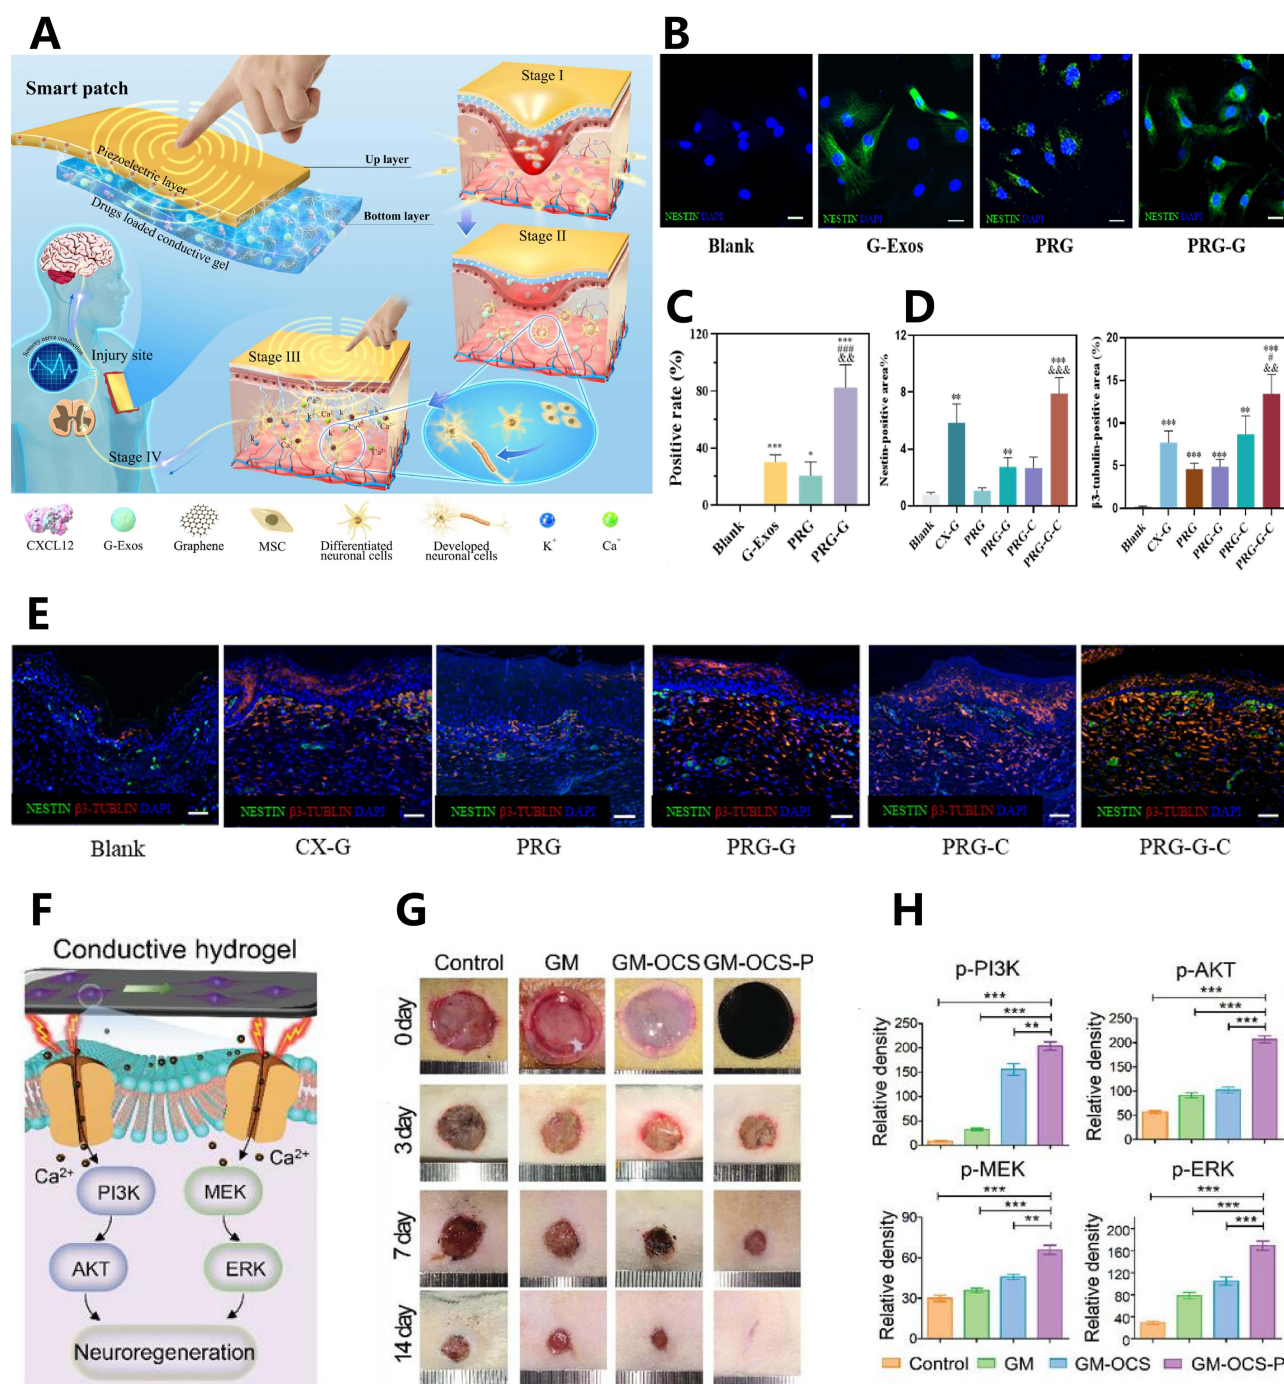 A
Smart patch
Piezoelectric layer
Drugs loaded conductive gel
Up layer
Bottom layer
Stage I
Stage II
Stage III
Stage IV
Sensory nerve conduction
Injury site
Ca²⁺
K⁺
CXCL12
G-Exos
Graphene
MSC
Differentiated
neuronal cells
Developed
neuronal cells
K⁺
Ca⁺
B
NESTIN DAPI
NESTIN DAPI
NESTIN DAPI
NESTIN DAPI
Blank
G-Exos
PRG
PRG-G
C
Positive rate (%)
120
80
40
0
***
*
***
###
&&
Blank
G-Exos
PRG
PRG-G
D
Nestin-positive area%
12
8
4
0
**
**
***
&&&
Blank
CX-G
PRG
PRG-G
PRG-C
PRG-G-C
β3-tubulin-positive area (%)
20
15
10
5
0
***
***
***
**
***
#
&&
Blank
CX-G
PRG
PRG-G
PRG-C
PRG-G-C
E
NESTIN β3-TUBLIN DAPI
NESTIN β3-TUBLIN DAPI
NESTIN β3-TUBLIN DAPI
NESTIN β3-TUBLIN DAPI
NESTIN β3-TUBLIN DAPI
NESTIN β3-TUBLIN DAPI
Blank
CX-G
PRG
PRG-G
PRG-C
PRG-G-C
F
Conductive hydrogel
Ca²⁺
Ca²⁺
PI3K
MEK
AKT
ERK
Neuroregeneration
G
Control
GM
GM-OCS
GM-OCS-P
0 day
3 day
7 day
14 day
H
p-PI3K
Relative density
250
200
150
100
50
0
***
***
**
p-AKT
Relative density
250
200
150
100
50
0
***
***
***
p-MEK
Relative density
90
60
30
0
***
***
**
p-ERK
Relative density
200
160
120
80
40
0
***
***
***
Control
GM
GM-OCS
GM-OCS-P